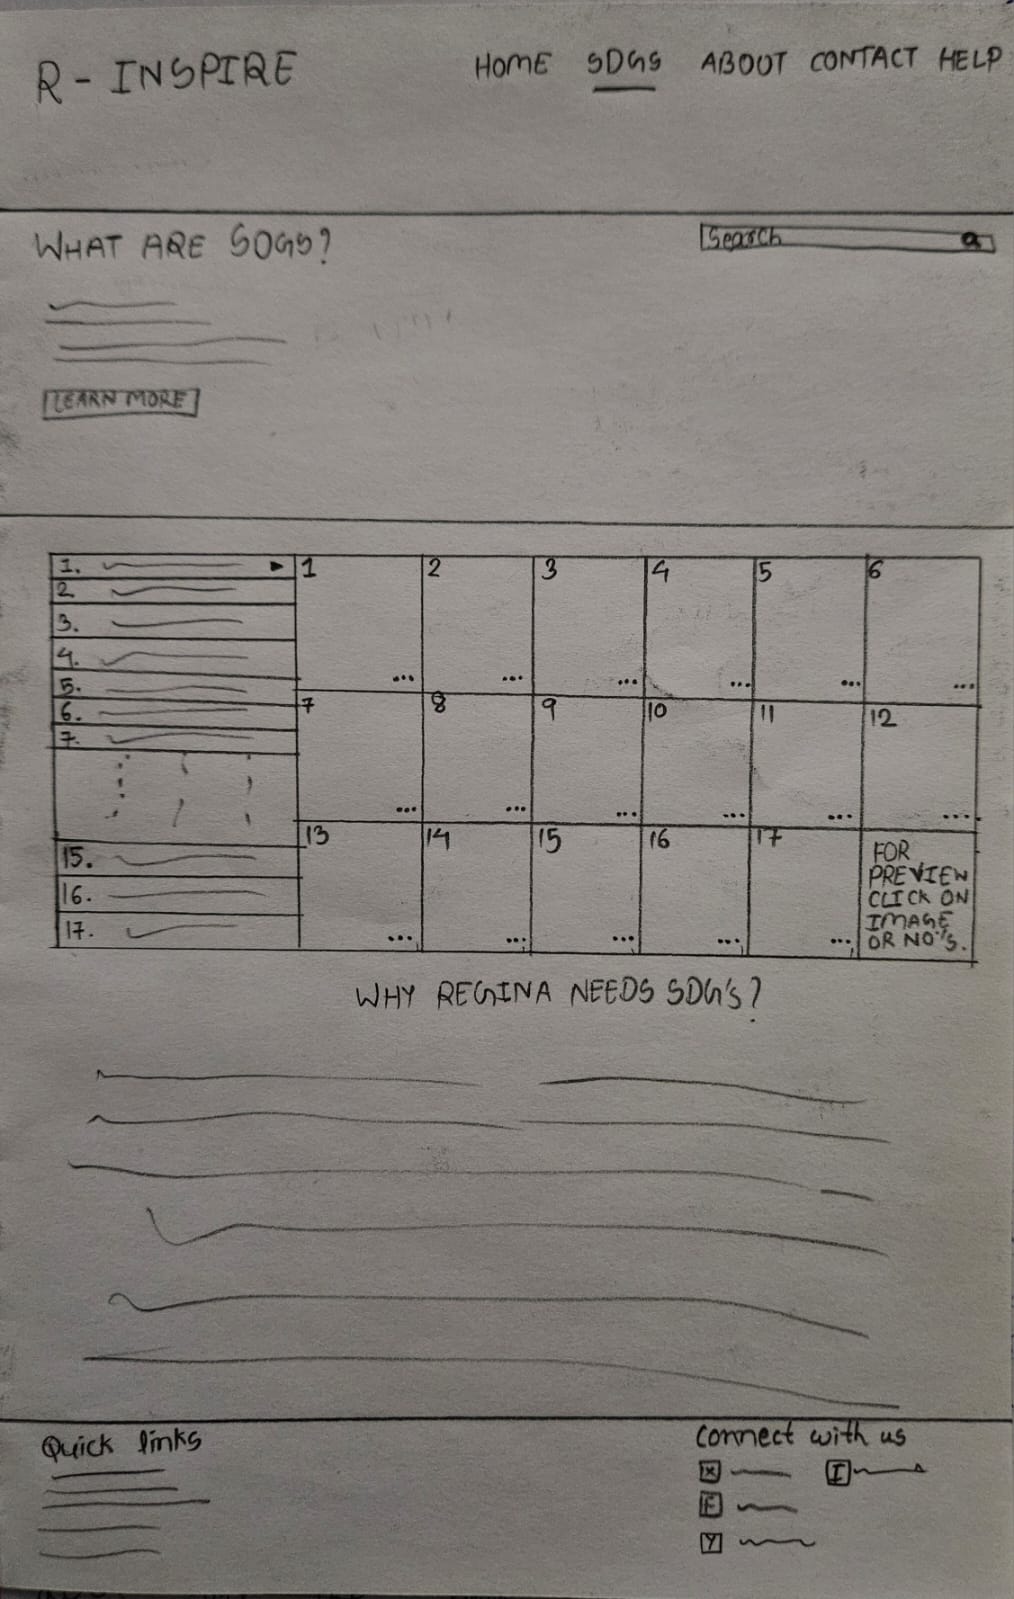 R - INSPIRE
HOME SDGS ABOUT CONTACT HELP
WHAT ARE SDGS?
Search
LEARN MORE
1.
2
3.
4.
5.
6.
7.
15.
16.
17.
1 2 3 4 5 6
... ... ... ... ... ...
7 8 9 10 11 12
... ... ... ... ... ....
13 14 15 16 17
... ... ... ... ...
FOR
PREVIEW
CLICK ON
IMAGE
OR NO'S.
WHY REGINA NEEDS SDG'S?
Quick links
Connect with us
X I
F
Y